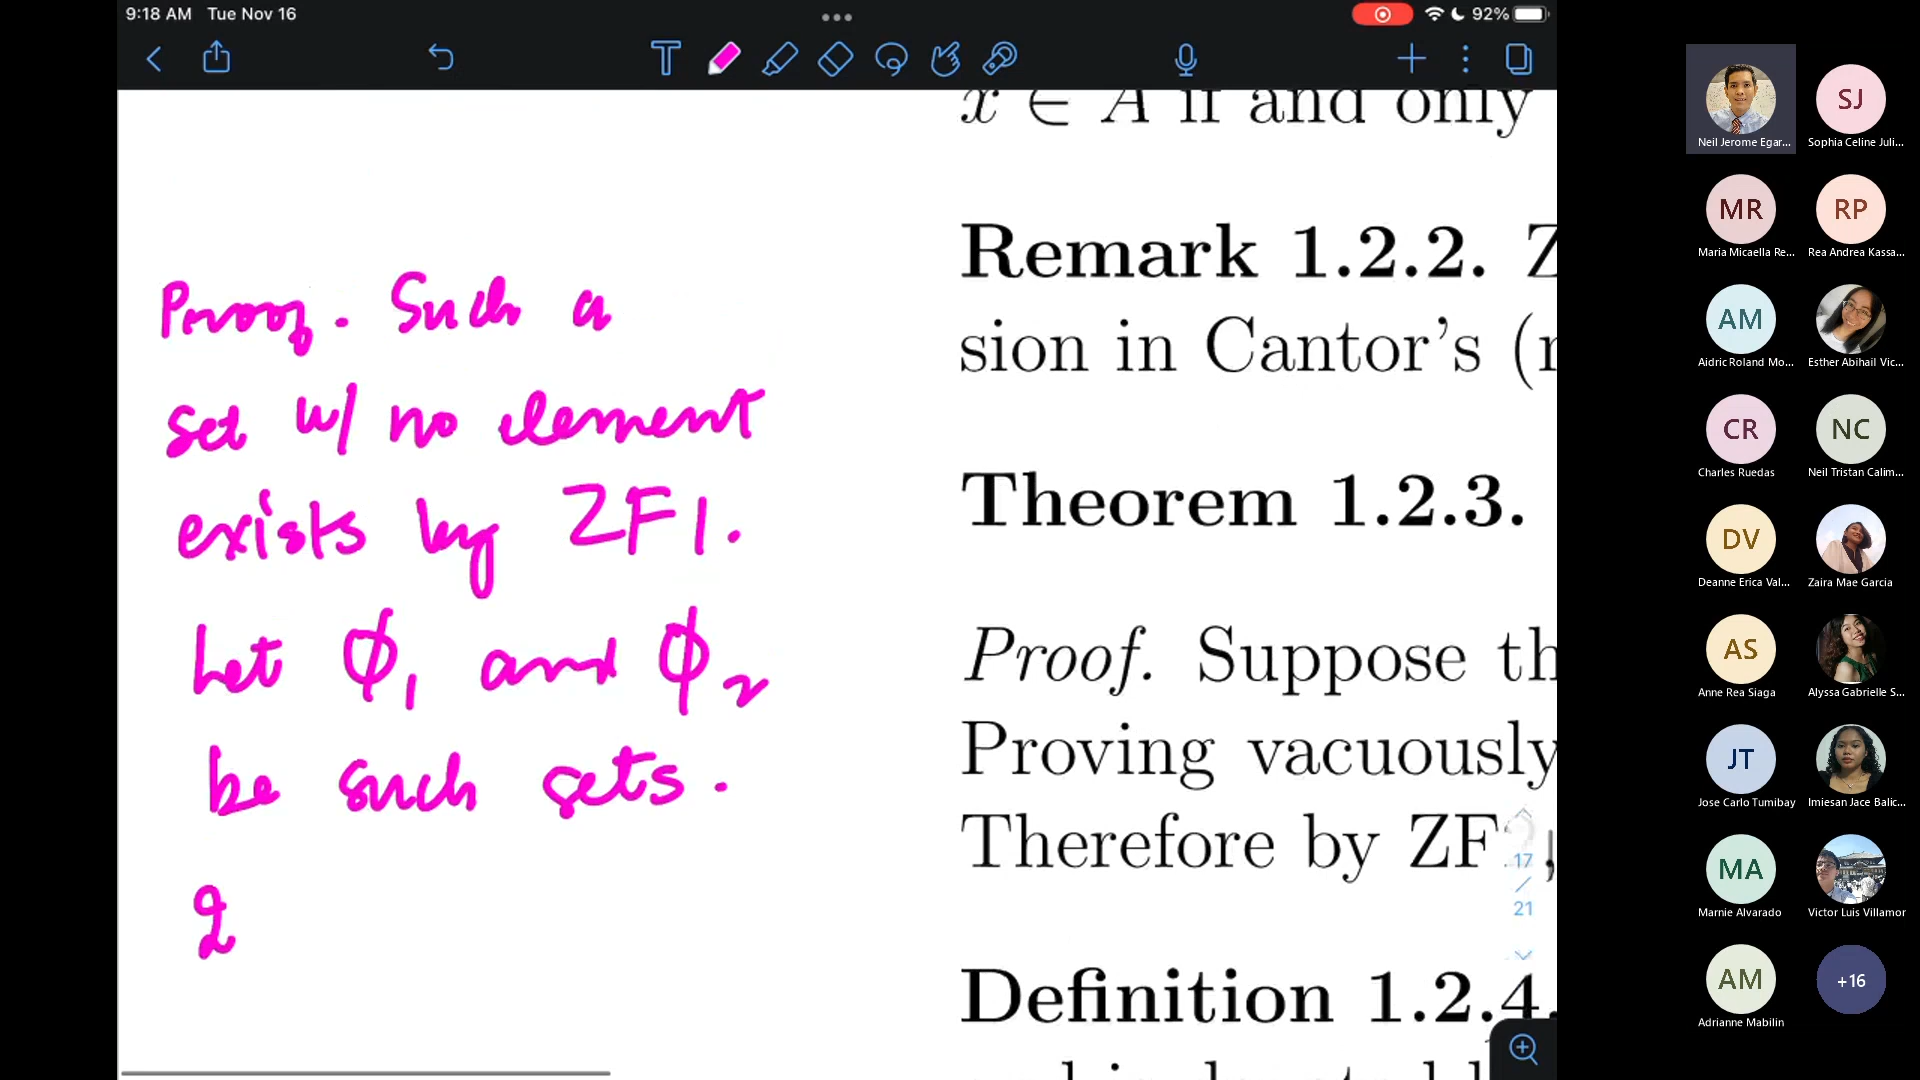 9:18 AM Tue Nov 16
92%
x ∈ A if and only
Proof. Such a
set w/ no element
exists by ZF1.
Let ∅₁ and ∅₂
be such sets.
Remark 1.2.2. Z
sion in Cantor's (r
Theorem 1.2.3.
Proof. Suppose th
Proving vacuously
Therefore by ZF
Definition 1.2.4.
17
21
Neil Jerome Egar...
SJ
Sophia Celine Juli...
MR
Maria Micaella Re...
RP
Rea Andrea Kassa...
AM
Aidric Roland Mo...
Esther Abihail Vic...
CR
Charles Ruedas
NC
Neil Tristan Calim...
DV
Deanne Erica Val...
Zaira Mae Garcia
AS
Anne Rea Siaga
Alyssa Gabrielle S...
JT
Jose Carlo Tumibay
Imiesan Jace Balic...
MA
Marnie Alvarado
Victor Luis Villamor
AM
Adrianne Mabilin
+16